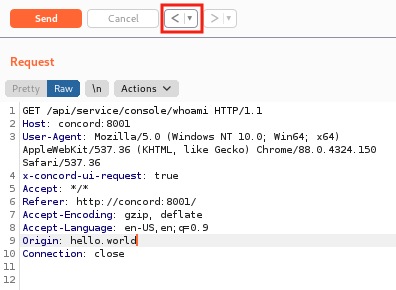 Send Cancel < ▾ > ▾
Request
Pretty Raw \n Actions
1 GET /api/service/console/whoami HTTP/1.1
2 Host: concord:8001
3 User-Agent: Mozilla/5.0 (Windows NT 10.0; Win64; x64)
AppleWebKit/537.36 (KHTML, like Gecko) Chrome/88.0.4324.150
Safari/537.36
4 x-concord-ui-request: true
5 Accept: */*
6 Referer: http://concord:8001/
7 Accept-Encoding: gzip, deflate
8 Accept-Language: en-US,en;q=0.9
9 Origin: hello.world
10 Connection: close
11
12